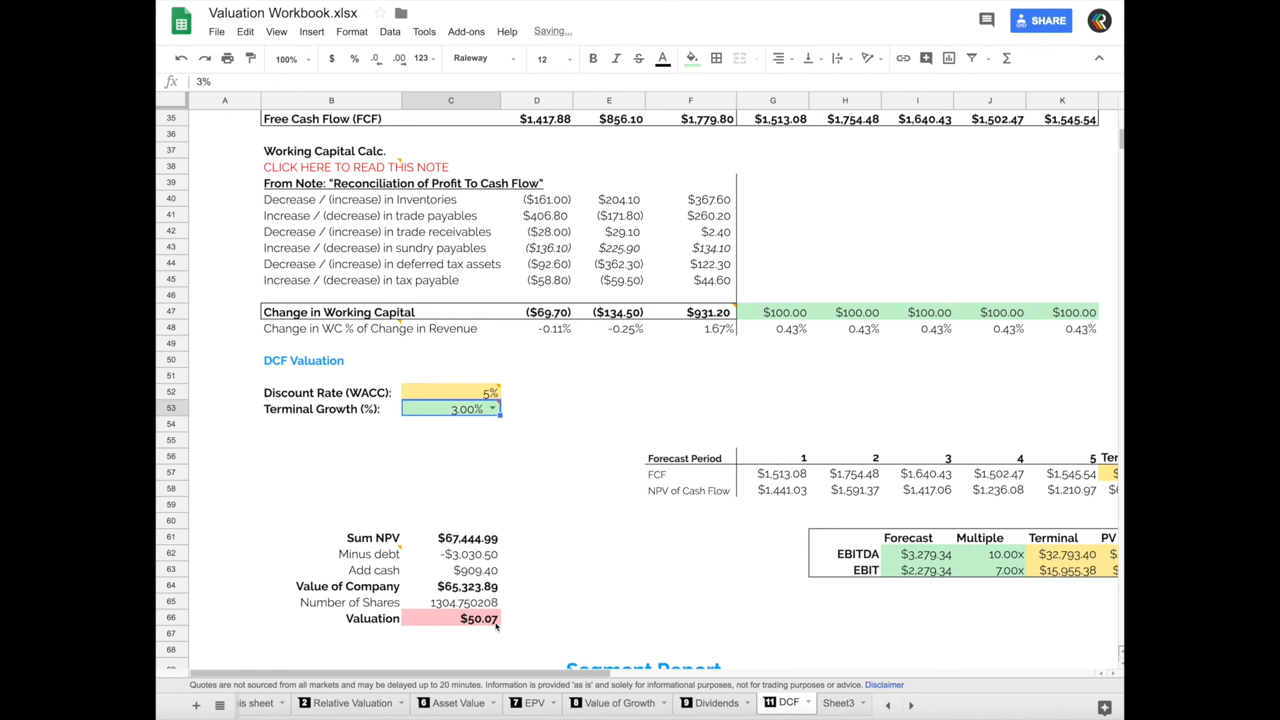 Valuation Workbook.xlsx
SHARE
File Edit View Insert Format Data Tools Add-ons Help Saving...
100% $ % .0 .00 123 Raleway 12 B I S A
fx 3%
A B C D E F G H I J K
35 Free Cash Flow (FCF) $1,417.88 $856.10 $1,779.80 $1,513.08 $1,754.48 $1,640.43 $1,502.47 $1,545.54
36
37 Working Capital Calc.
38 CLICK HERE TO READ THIS NOTE
39 From Note: "Reconciliation of Profit To Cash Flow"
40 Decrease / (increase) in Inventories ($161.00) $204.10 $367.60
41 Increase / (decrease) in trade payables $406.80 ($171.80) $260.20
42 Decrease / (increase) in trade receivables ($28.00) $29.10 $2.40
43 Increase / (decrease) in sundry payables ($136.10) $225.90 $134.10
44 Decrease / (increase) in deferred tax assets ($92.60) ($362.30) $122.30
45 Increase / (decrease) in tax payable ($58.80) ($59.50) $44.60
46
47 Change in Working Capital ($69.70) ($134.50) $931.20 $100.00 $100.00 $100.00 $100.00 $100.00
48 Change in WC % of Change in Revenue -0.11% -0.25% 1.67% 0.43% 0.43% 0.43% 0.43% 0.43%
49
50 DCF Valuation
51
52 Discount Rate (WACC): 5%
53 Terminal Growth (%): 3.00%
54
55
56 Forecast Period 1 2 3 4 5
57 FCF $1,513.08 $1,754.48 $1,640.43 $1,502.47 $1,545.54
58 NPV of Cash Flow $1,441.03 $1,591.37 $1,417.06 $1,236.08 $1,210.97
59
60
61 Sum NPV $67,444.99 Forecast Multiple Terminal PV
62 Minus debt -$3,030.50 EBITDA $3,279.34 10.00x $32,793.40
63 Add cash $909.40 EBIT $2,279.34 7.00x $15,955.38
64 Value of Company $65,323.89
65 Number of Shares 1304.750208
66 Valuation $50.07
67
68
Segment Report
Quotes are not sourced from all markets and may be delayed up to 20 minutes. Information is provided 'as is' and solely for informational purposes, not for trading purposes or advice. Disclaimer
is sheet 2 Relative Valuation 6 Asset Value 7 EPV 8 Value of Growth 9 Dividends 11 DCF Sheet3